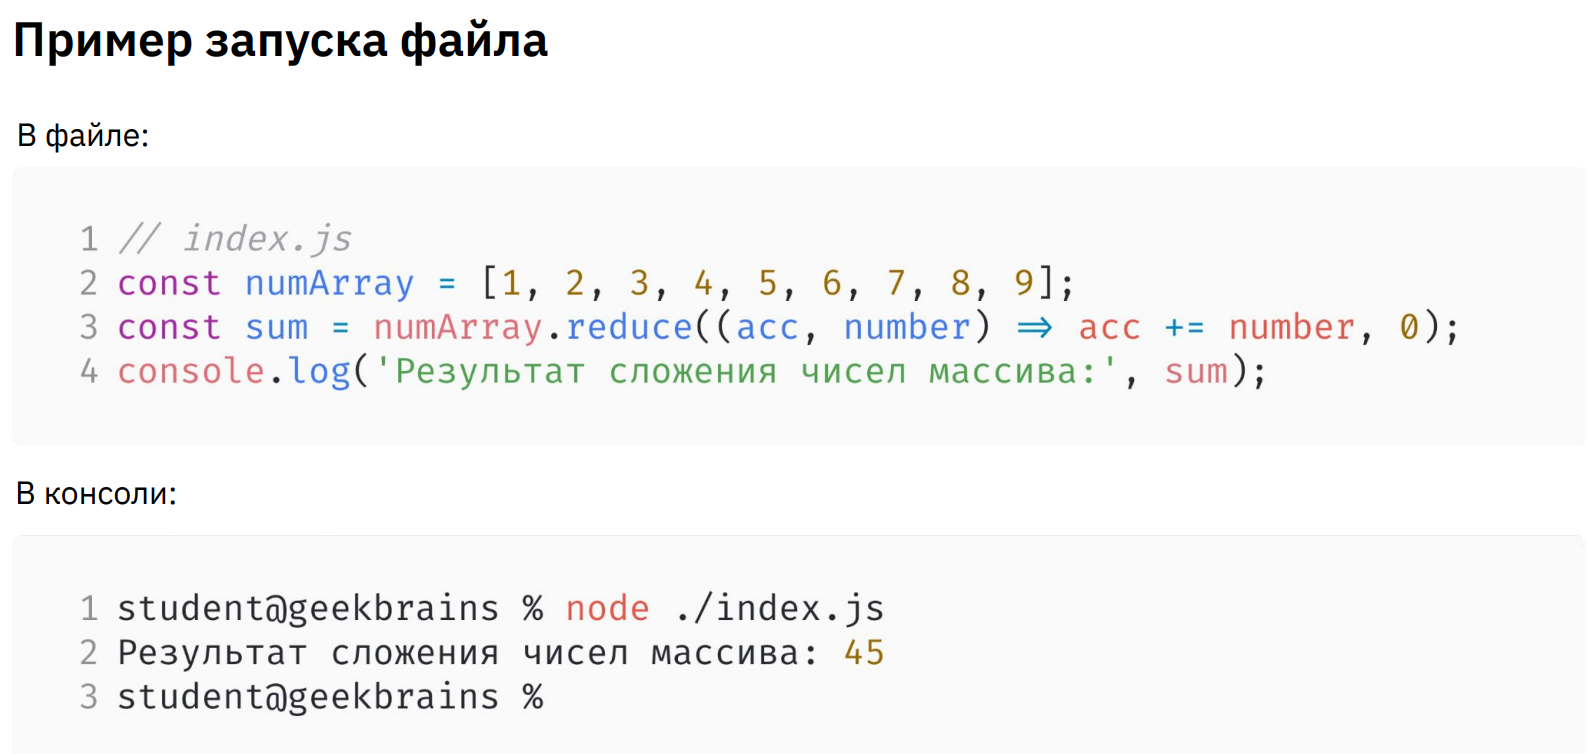 Пример запуска файла
В файле:
1 // index.js
2 const numArray = [1, 2, 3, 4, 5, 6, 7, 8, 9];
3 const sum = numArray.reduce((acc, number) => acc += number, 0);
4 console.log('Результат сложения чисел массива:', sum);
В консоли:
1 student@geekbrains % node ./index.js
2 Результат сложения чисел массива: 45
3 student@geekbrains %